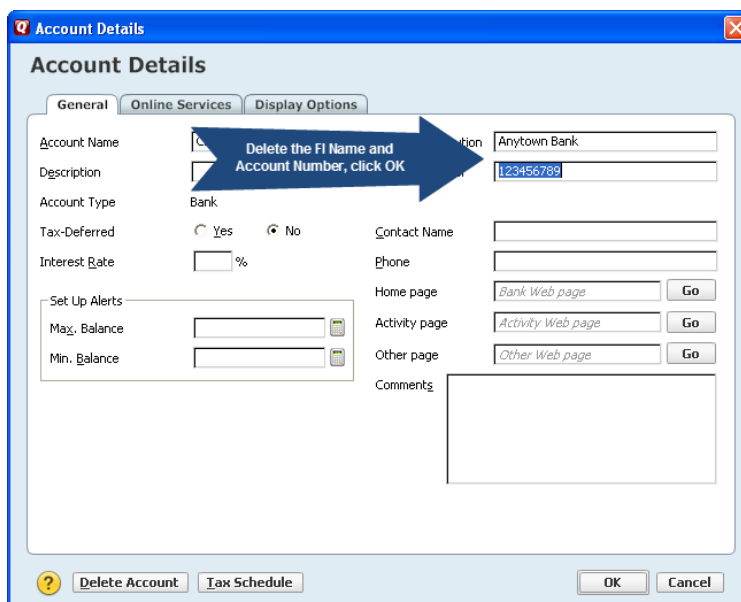 Account Details
Account Details
General Online Services Display Options
Account Name
Anytown Bank
Delete the FI Name and
Account Number, click OK
Description
123456789
Account Type Bank
Tax-Deferred Yes No Contact Name
Interest Rate % Phone
Home page Bank Web page Go
Set Up Alerts
Max. Balance Activity page Activity Web page Go
Min. Balance Other page Other Web page Go
Comments
? Delete Account Tax Schedule OK Cancel